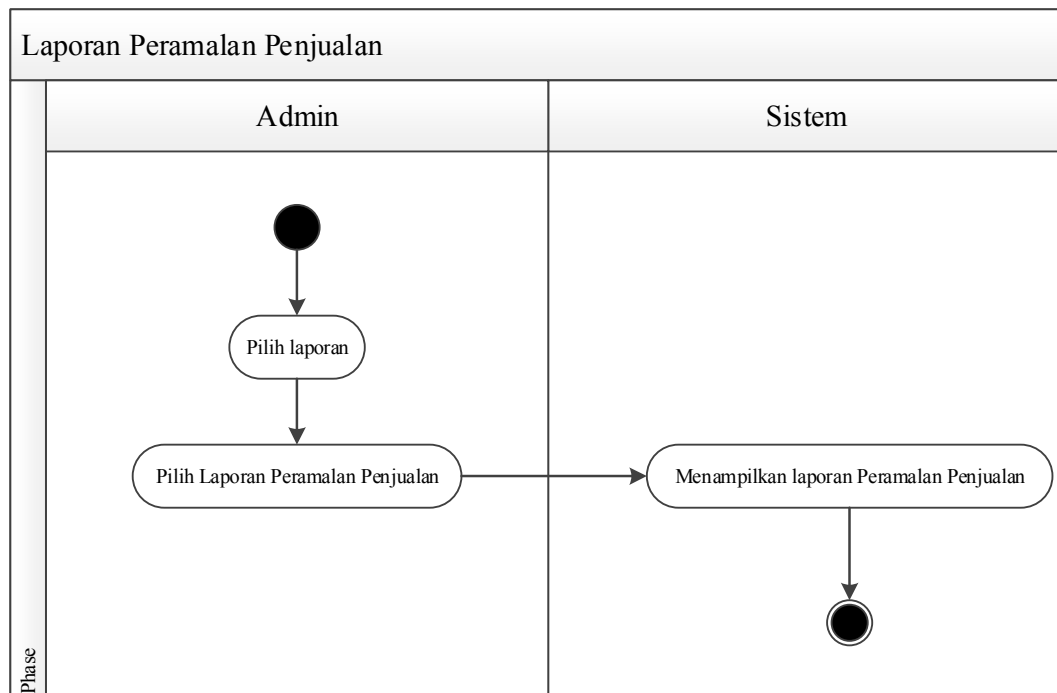 Laporan Peramalan Penjualan
Admin
Sistem
Pilih laporan
Pilih Laporan Peramalan Penjualan
Menampilkan laporan Peramalan Penjualan
Phase